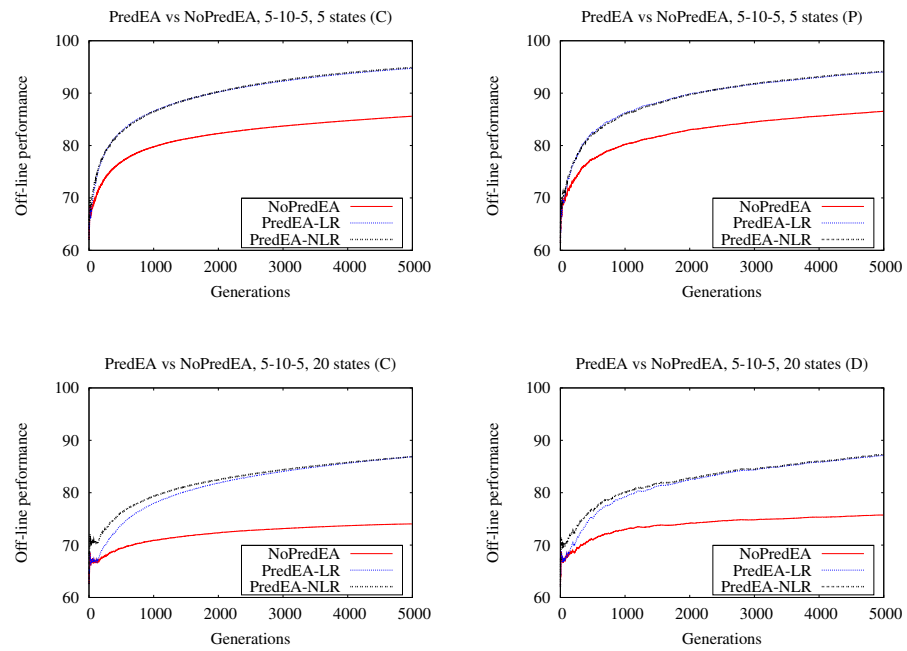 PredEA vs NoPredEA, 5-10-5, 5 states (C)
100
90
80
70
60
Off-line performance
NoPredEA
PredEA-LR
PredEA-NLR
0 1000 2000 3000 4000 5000
Generations
PredEA vs NoPredEA, 5-10-5, 5 states (P)
100
90
80
70
60
Off-line performance
NoPredEA
PredEA-LR
PredEA-NLR
0 1000 2000 3000 4000 5000
Generations
PredEA vs NoPredEA, 5-10-5, 20 states (C)
100
90
80
70
60
Off-line performance
NoPredEA
PredEA-LR
PredEA-NLR
0 1000 2000 3000 4000 5000
Generations
PredEA vs NoPredEA, 5-10-5, 20 states (D)
100
90
80
70
60
Off-line performance
NoPredEA
PredEA-LR
PredEA-NLR
0 1000 2000 3000 4000 5000
Generations